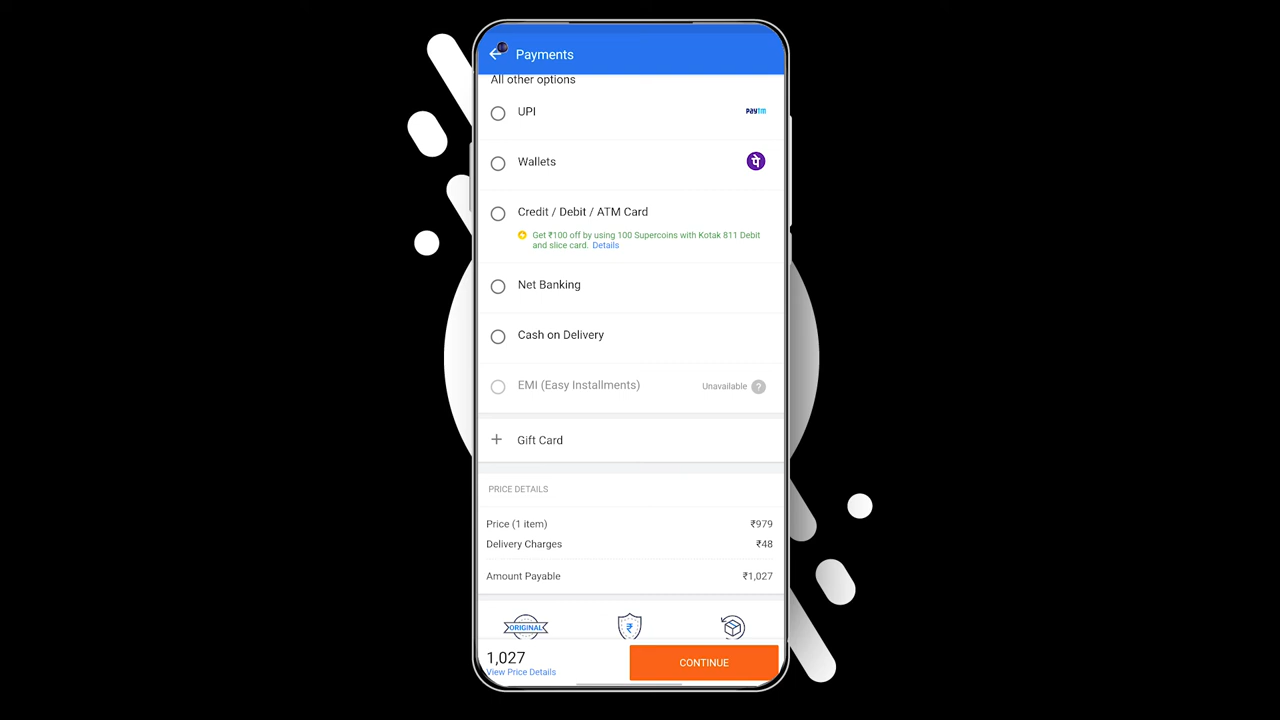 Payments
All other options
UPI
Paytm
Wallets
पे
Credit / Debit / ATM Card
Get ₹100 off by using 100 Supercoins with Kotak 811 Debit
and slice card. Details
Net Banking
Cash on Delivery
EMI (Easy Installments) Unavailable ?
+ Gift Card
PRICE DETAILS
Price (1 item) ₹979
Delivery Charges ₹48
Amount Payable ₹1,027
ORIGINAL ₹
1,027
View Price Details
CONTINUE